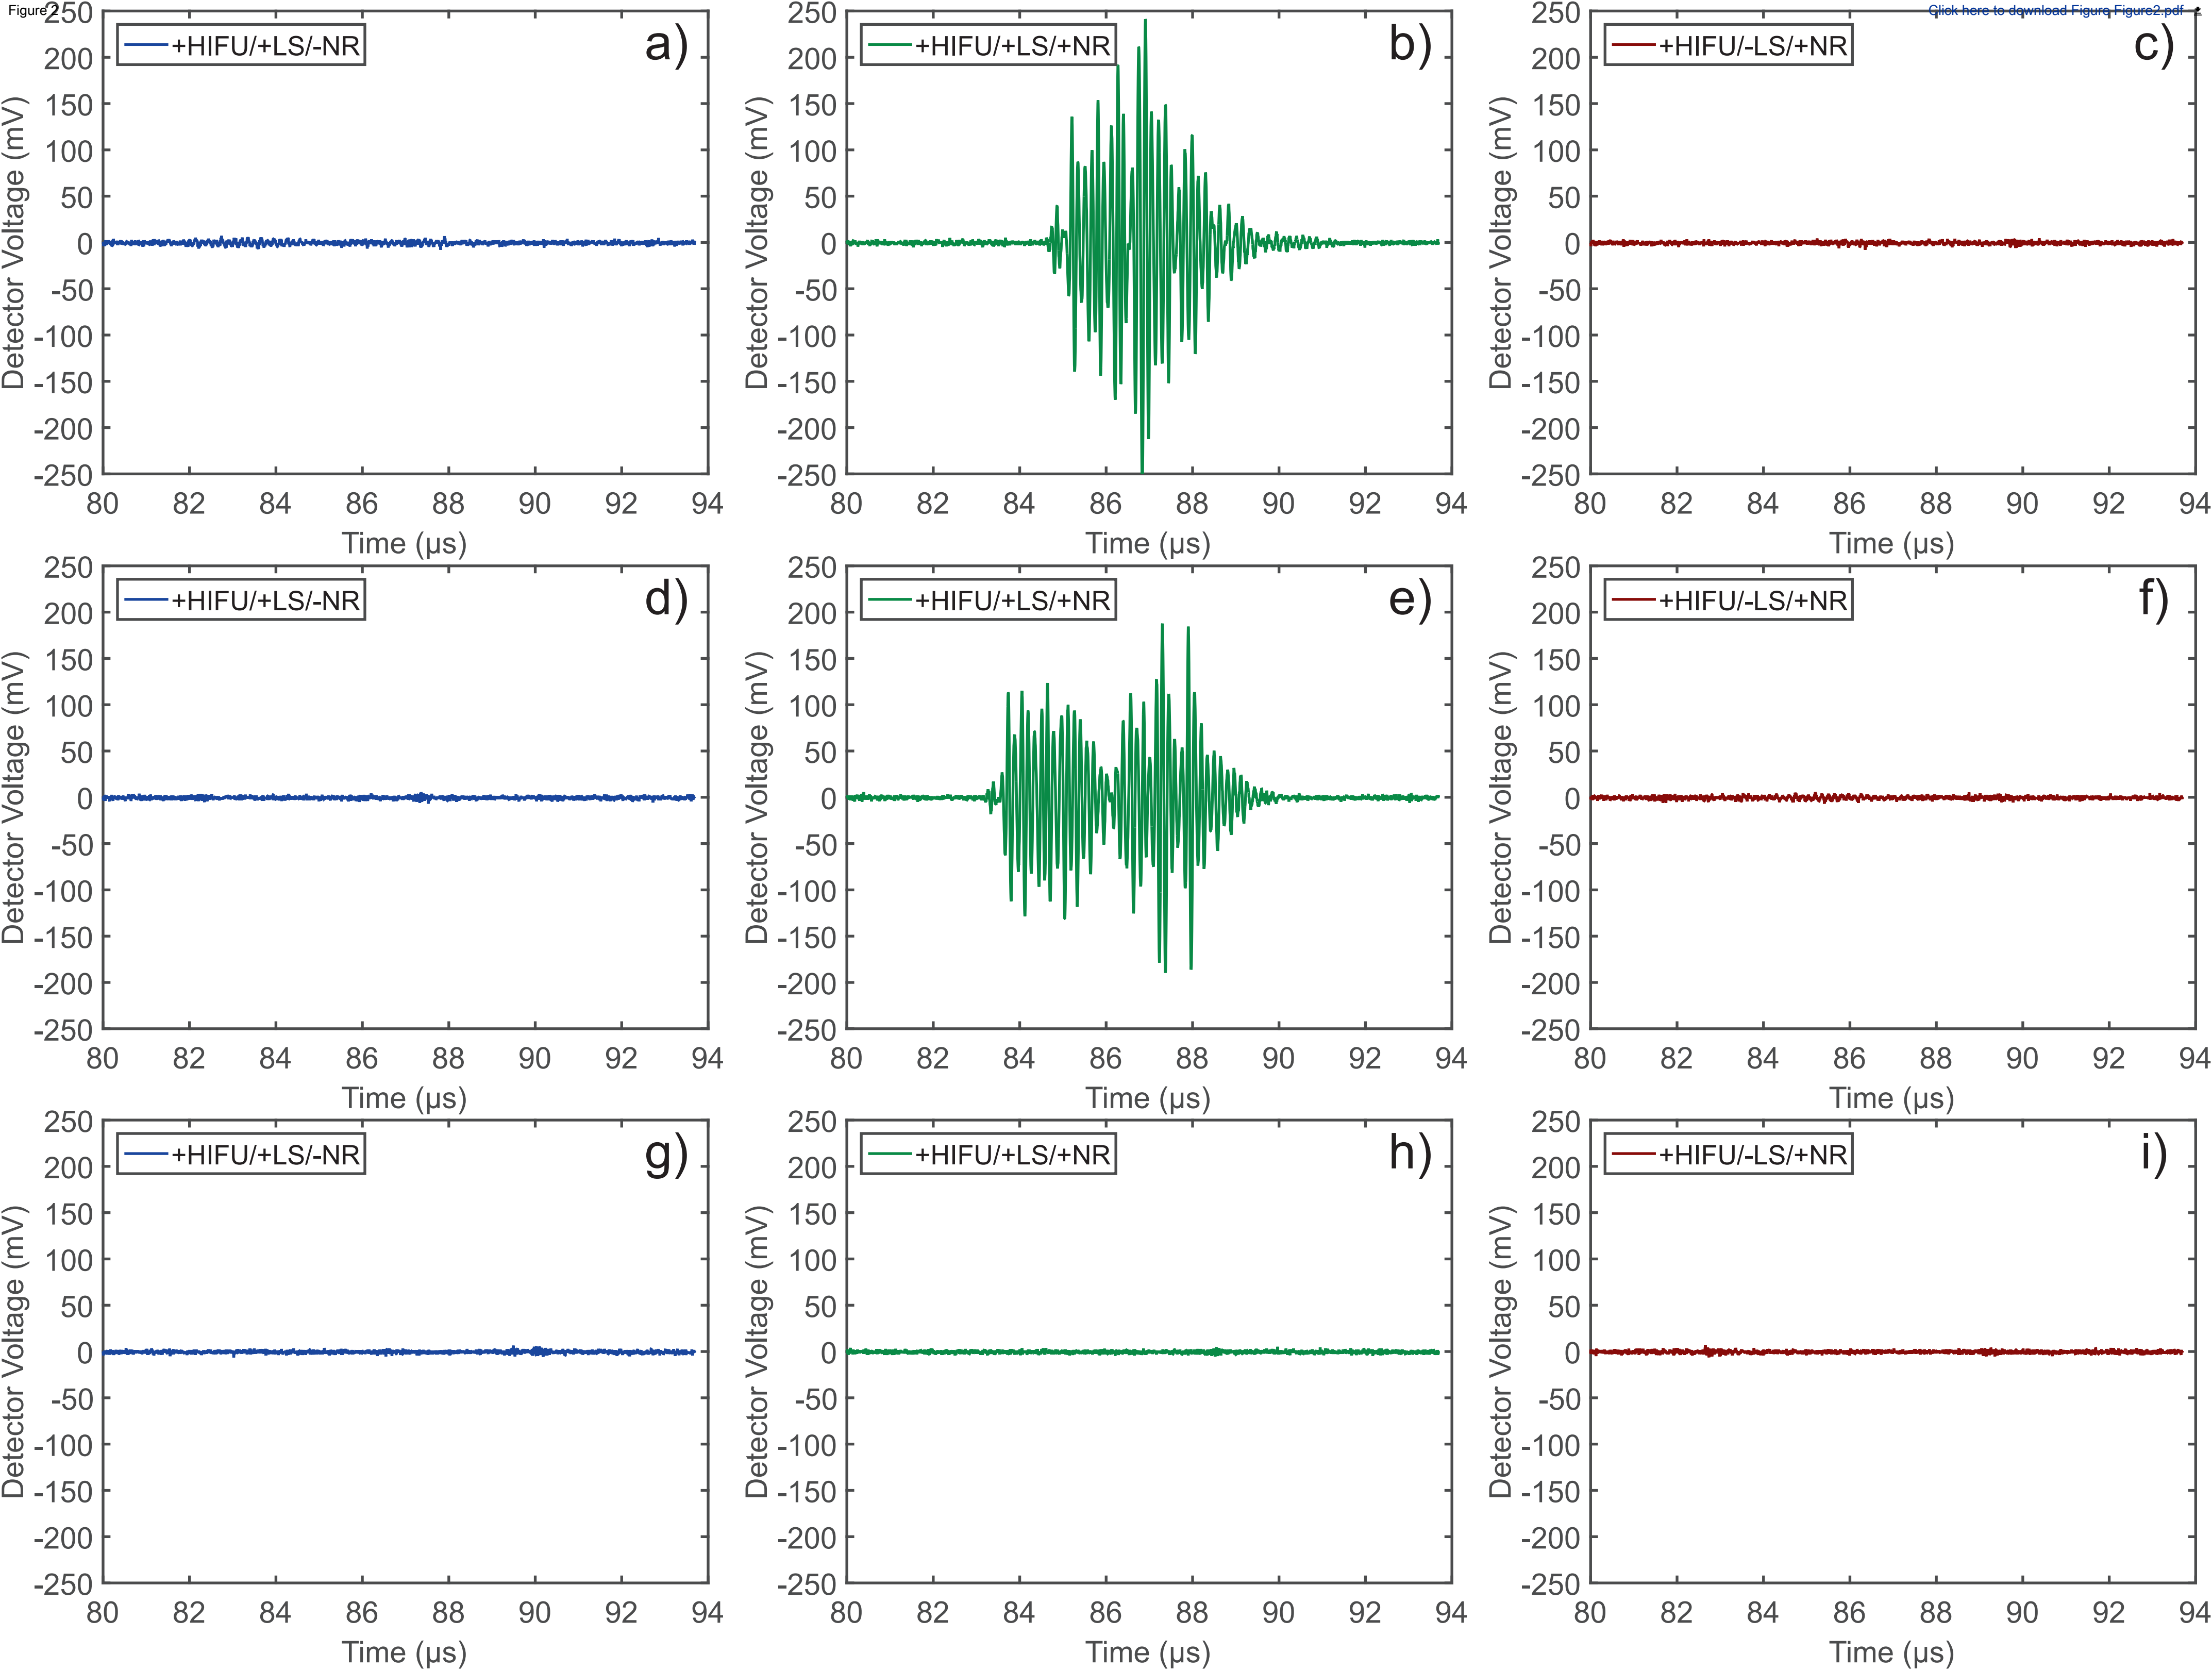 Figure 2
Click here to download Figure Figure2.pdf
+HIFU/+LS/-NR
a)
250
200
150
100
50
0
-50
-100
-150
-200
-250
Detector Voltage (mV)
80 82 84 86 88 90 92 94
Time (µs)
+HIFU/+LS/+NR
b)
250
200
150
100
50
0
-50
-100
-150
-200
-250
Detector Voltage (mV)
80 82 84 86 88 90 92 94
Time (µs)
+HIFU/-LS/+NR
c)
250
200
150
100
50
0
-50
-100
-150
-200
-250
Detector Voltage (mV)
80 82 84 86 88 90 92 94
Time (µs)
+HIFU/+LS/-NR
d)
250
200
150
100
50
0
-50
-100
-150
-200
-250
Detector Voltage (mV)
80 82 84 86 88 90 92 94
Time (µs)
+HIFU/+LS/+NR
e)
250
200
150
100
50
0
-50
-100
-150
-200
-250
Detector Voltage (mV)
80 82 84 86 88 90 92 94
Time (µs)
+HIFU/-LS/+NR
f)
250
200
150
100
50
0
-50
-100
-150
-200
-250
Detector Voltage (mV)
80 82 84 86 88 90 92 94
Time (µs)
+HIFU/+LS/-NR
g)
250
200
150
100
50
0
-50
-100
-150
-200
-250
Detector Voltage (mV)
80 82 84 86 88 90 92 94
Time (µs)
+HIFU/+LS/+NR
h)
250
200
150
100
50
0
-50
-100
-150
-200
-250
Detector Voltage (mV)
80 82 84 86 88 90 92 94
Time (µs)
+HIFU/-LS/+NR
i)
250
200
150
100
50
0
-50
-100
-150
-200
-250
Detector Voltage (mV)
80 82 84 86 88 90 92 94
Time (µs)